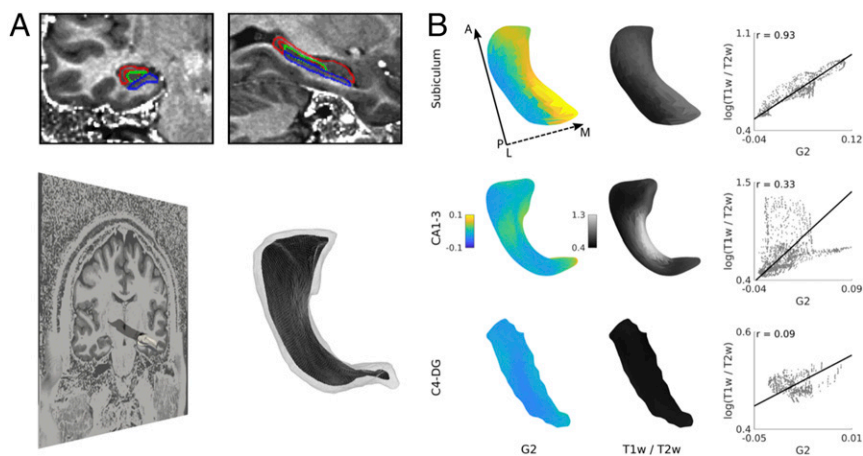 A
B
A
P
L
M
Subiculum
r = 0.93
1.1
log(T1w / T2w)
0.4
-0.04
0.12
G2
CA1-3
0.1
-0.1
1.3
0.4
r = 0.33
1.5
log(T1w / T2w)
0.4
-0.04
0.09
G2
C4-DG
r = 0.09
0.6
log(T1w / T2w)
0.4
-0.05
0.01
G2
G2
T1w / T2w